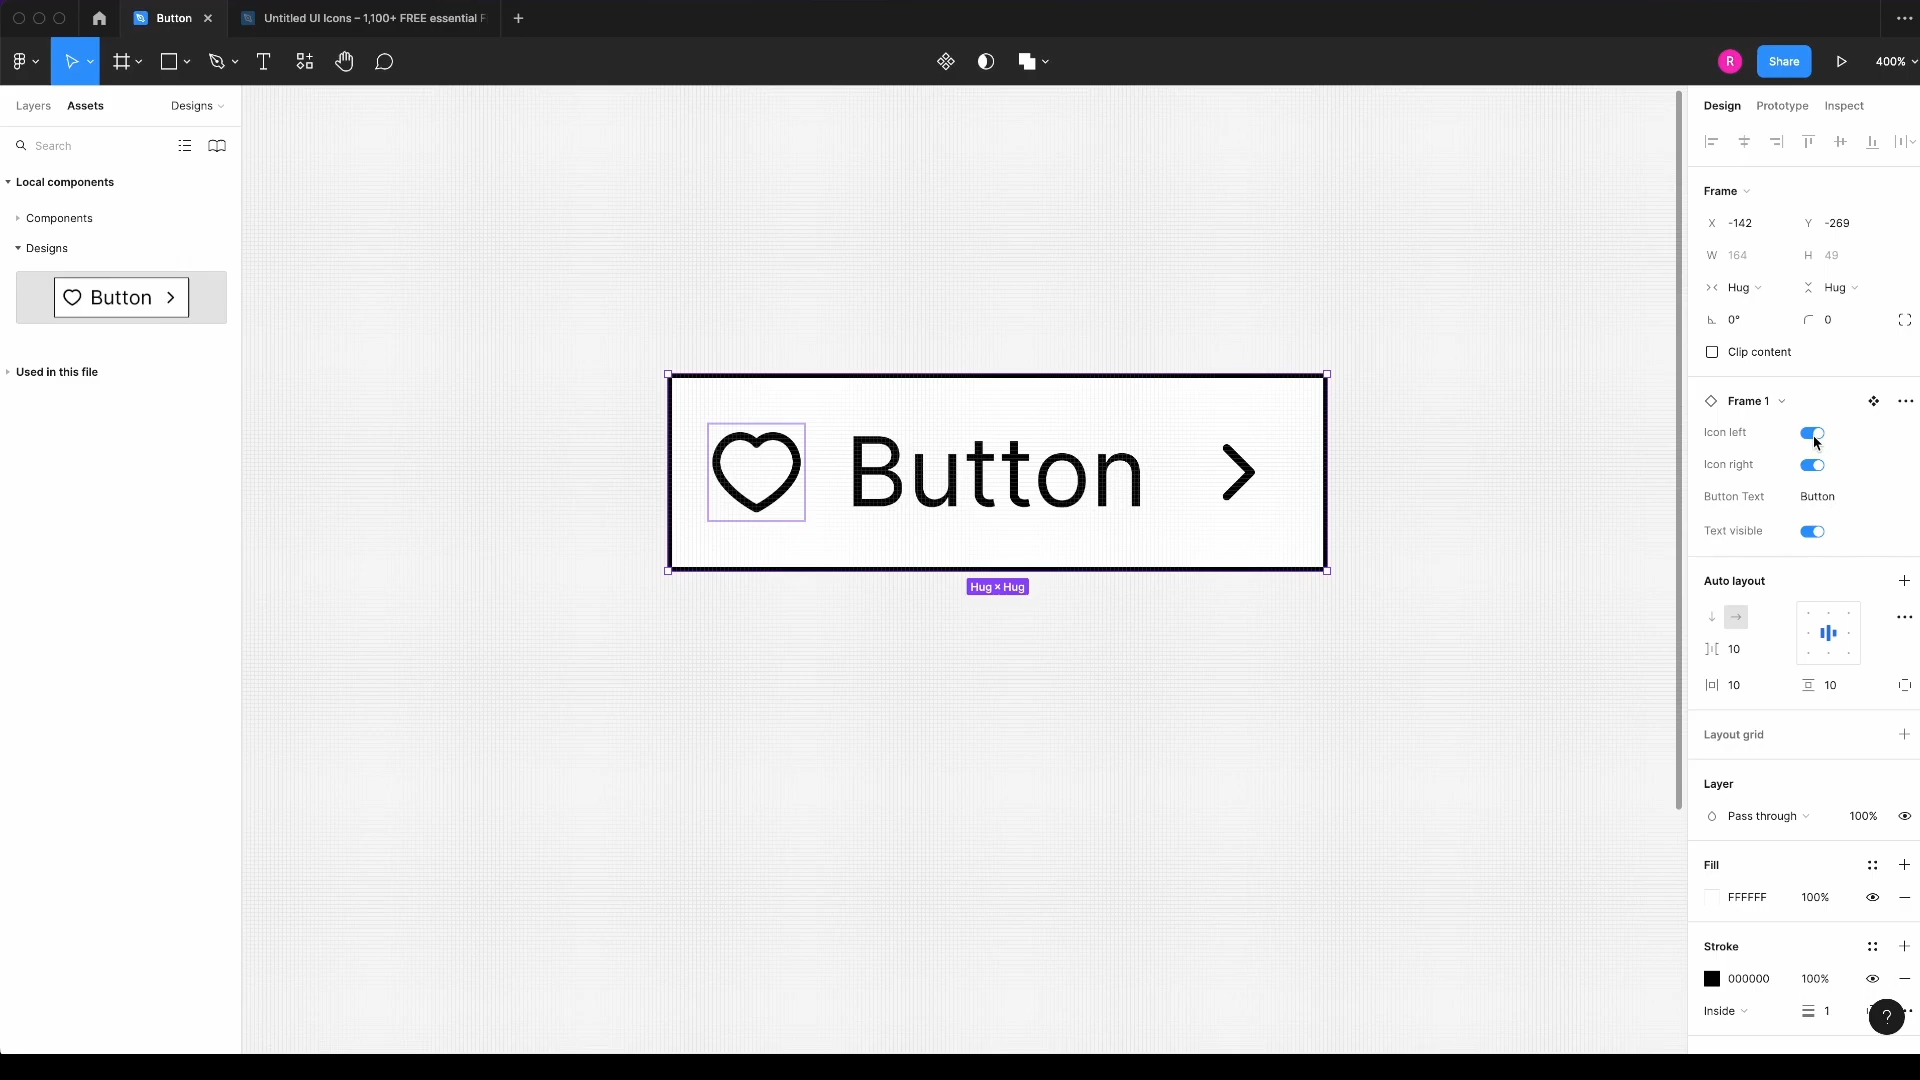 Button
Untitled UI Icons – 1,100+ FREE essential F
R
Share
400%
Layers
Assets
Designs
Search
Local components
Components
Designs
Button
Used in this file
Button
Hug × Hug
Design
Prototype
Inspect
Frame
X -142
Y -269
W 164
H 49
Hug
Hug
0°
0
Clip content
Frame 1
Icon left
Icon right
Button Text
Button
Text visible
Auto layout
10
10
10
Layout grid
Layer
Pass through
100%
Fill
FFFFFF
100%
Stroke
000000
100%
Inside
1
?